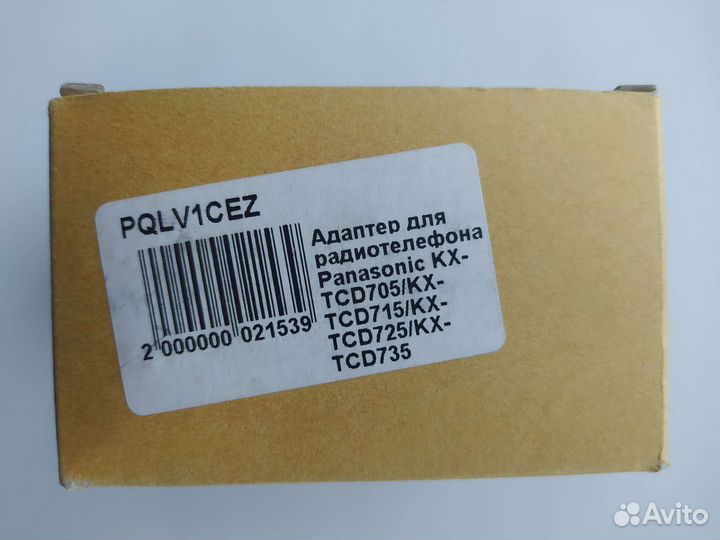 PQLV1CEZ
2 000000 021539
Адаптер для
радиотелефона
Panasonic KX-
TCD705/KX-
TCD715/KX-
TCD725/KX-
TCD735
Avito